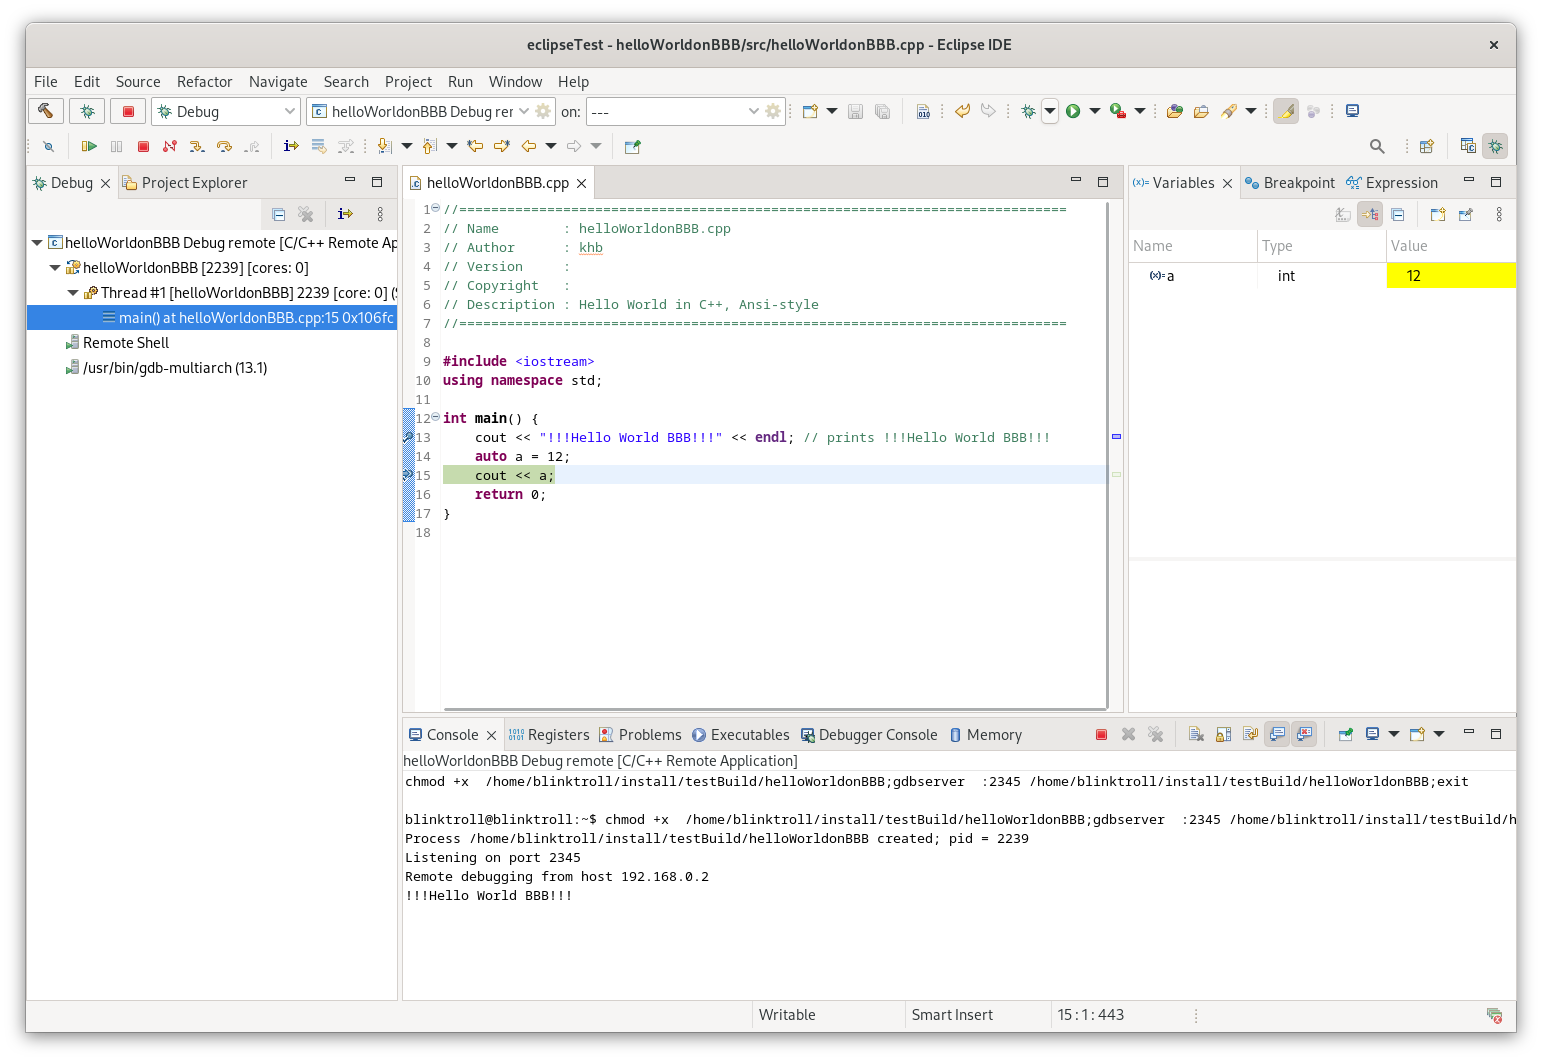 eclipseTest - helloWorldonBBB/src/helloWorldonBBB.cpp - Eclipse IDE
File Edit Source Refactor Navigate Search Project Run Window Help
Debug helloWorldonBBB Debug rer on: ---
Debug Project Explorer
helloWorldonBBB Debug remote [C/C++ Remote Ap
helloWorldonBBB [2239] [cores: 0]
Thread #1 [helloWorldonBBB] 2239 [core: 0] (
main() at helloWorldonBBB.cpp:15 0x106fc
Remote Shell
/usr/bin/gdb-multiarch (13.1)
helloWorldonBBB.cpp
1 //============================================================================
2 // Name        : helloWorldonBBB.cpp
3 // Author      : khb
4 // Version     :
5 // Copyright   :
6 // Description : Hello World in C++, Ansi-style
7 //============================================================================
8
9 #include <iostream>
10 using namespace std;
11
12 int main() {
13     cout << "!!!Hello World BBB!!!" << endl; // prints !!!Hello World BBB!!!
14     auto a = 12;
15     cout << a;
16     return 0;
17 }
18
(x)= Variables Breakpoint Expression
Name Type Value
(x)= a int 12
Console Registers Problems Executables Debugger Console Memory
helloWorldonBBB Debug remote [C/C++ Remote Application]
chmod +x  /home/blinktroll/install/testBuild/helloWorldonBBB;gdbserver  :2345 /home/blinktroll/install/testBuild/helloWorldonBBB;exit
blinktroll@blinktroll:~$ chmod +x  /home/blinktroll/install/testBuild/helloWorldonBBB;gdbserver  :2345 /home/blinktroll/install/testBuild/h
Process /home/blinktroll/install/testBuild/helloWorldonBBB created; pid = 2239
Listening on port 2345
Remote debugging from host 192.168.0.2
!!!Hello World BBB!!!
Writable Smart Insert 15 : 1 : 443